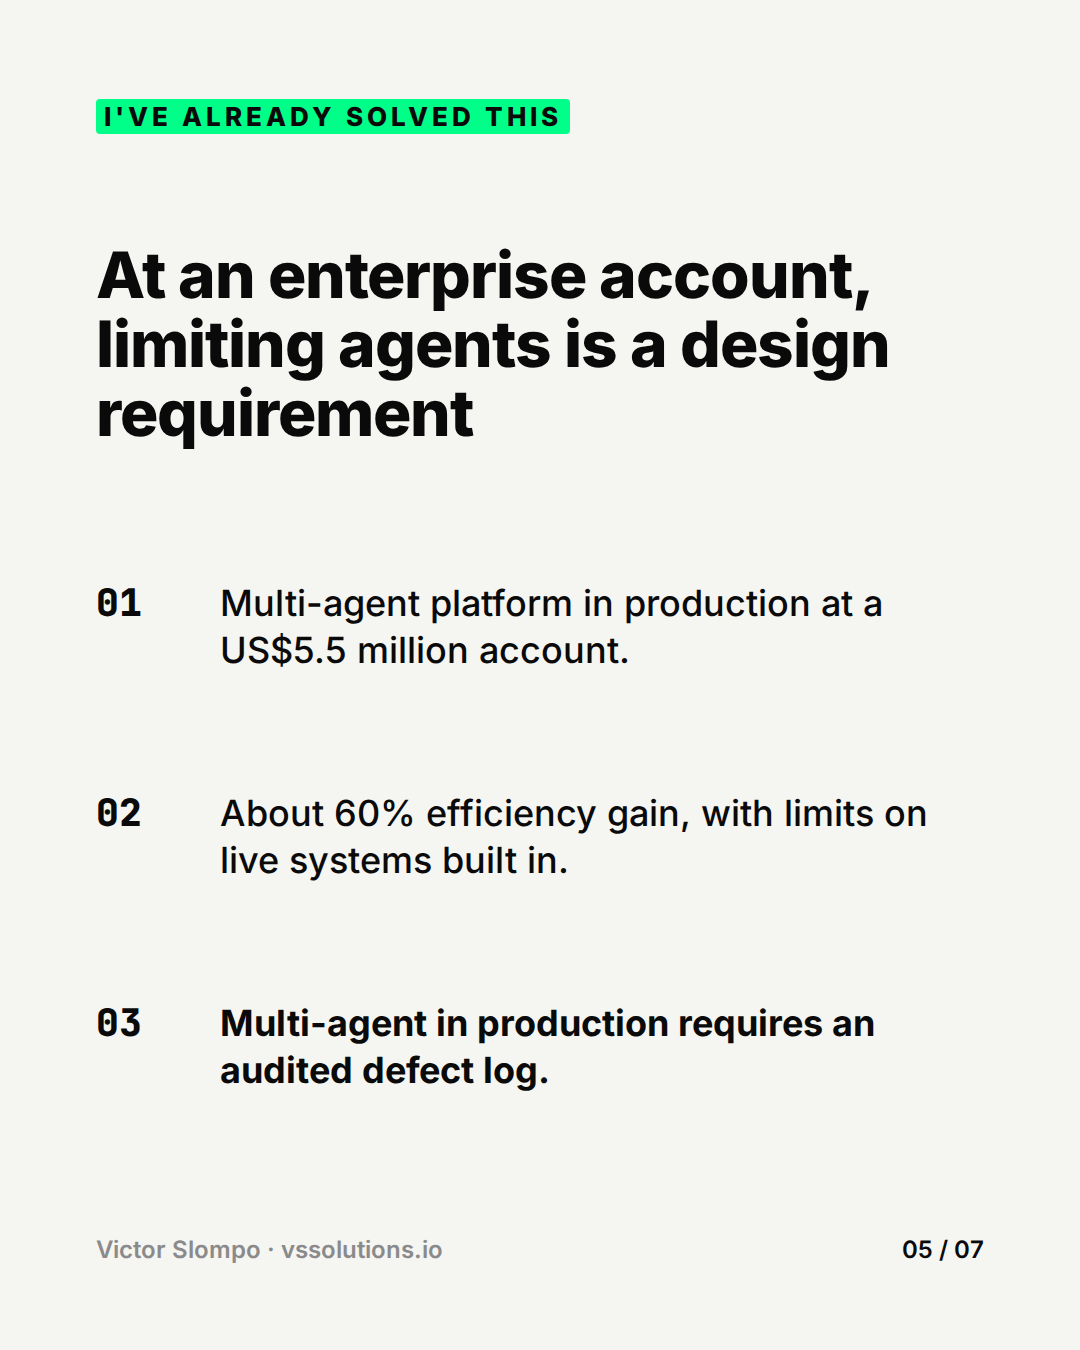 I'VE ALREADY SOLVED THIS
At an enterprise account,
limiting agents is a design
requirement
01 Multi-agent platform in production at a
US$5.5 million account.
02 About 60% efficiency gain, with limits on
live systems built in.
03 Multi-agent in production requires an
audited defect log.
Victor Slompo · vssolutions.io 05 / 07